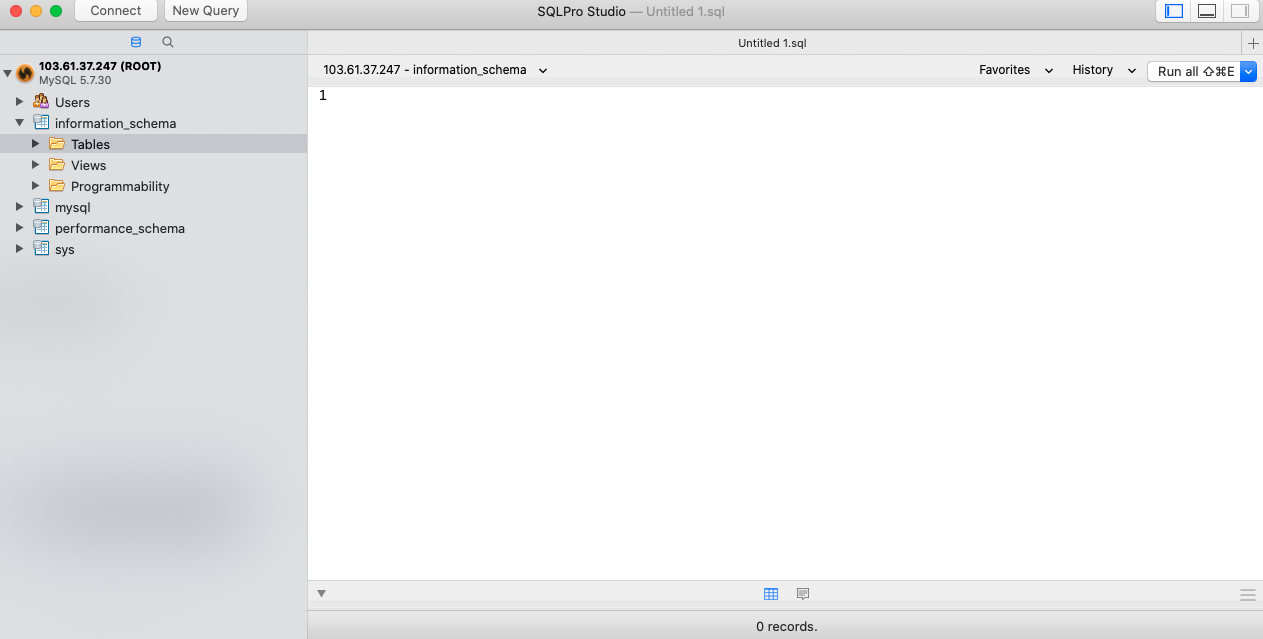 Connect
New Query
SQLPro Studio — Untitled 1.sql
Untitled 1.sql
103.61.37.247 (ROOT)
MySQL 5.7.30
Users
information_schema
Tables
Views
Programmability
mysql
performance_schema
sys
103.61.37.247 - information_schema
Favorites
History
Run all ⇧⌘E
1
0 records.